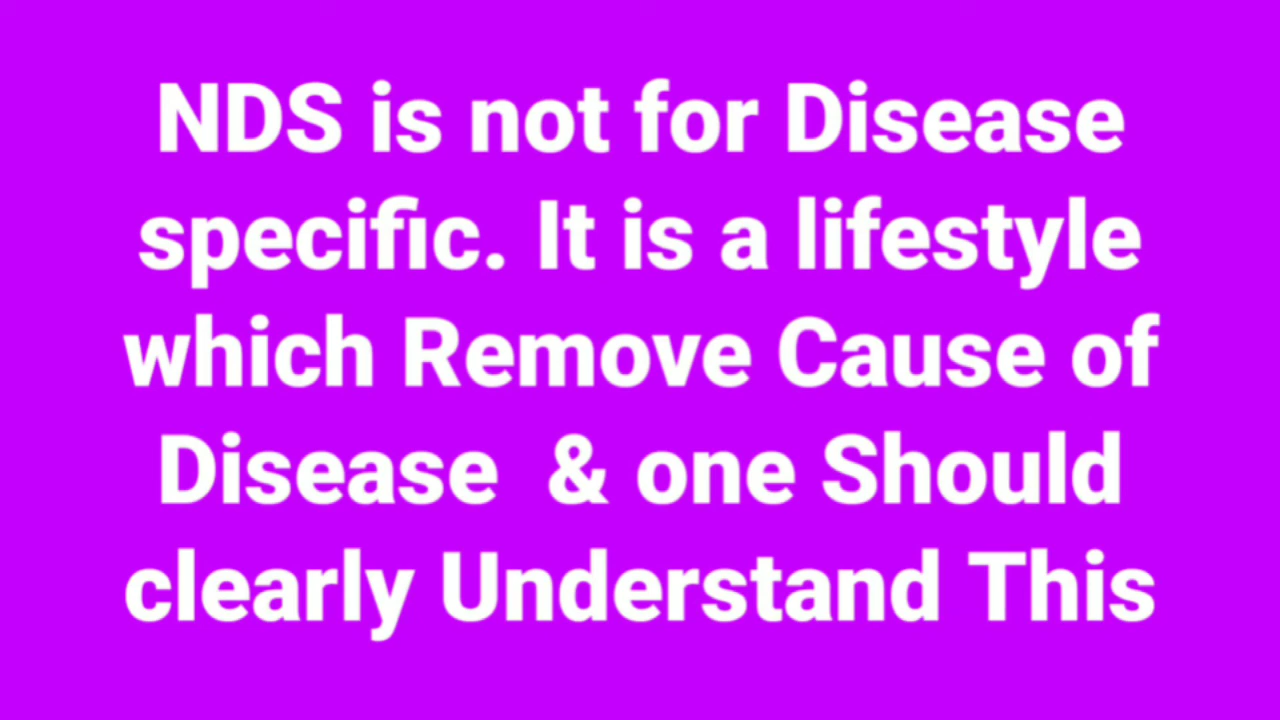 NDS is not for Disease
specific. It is a lifestyle
which Remove Cause of
Disease & one Should
clearly Understand This